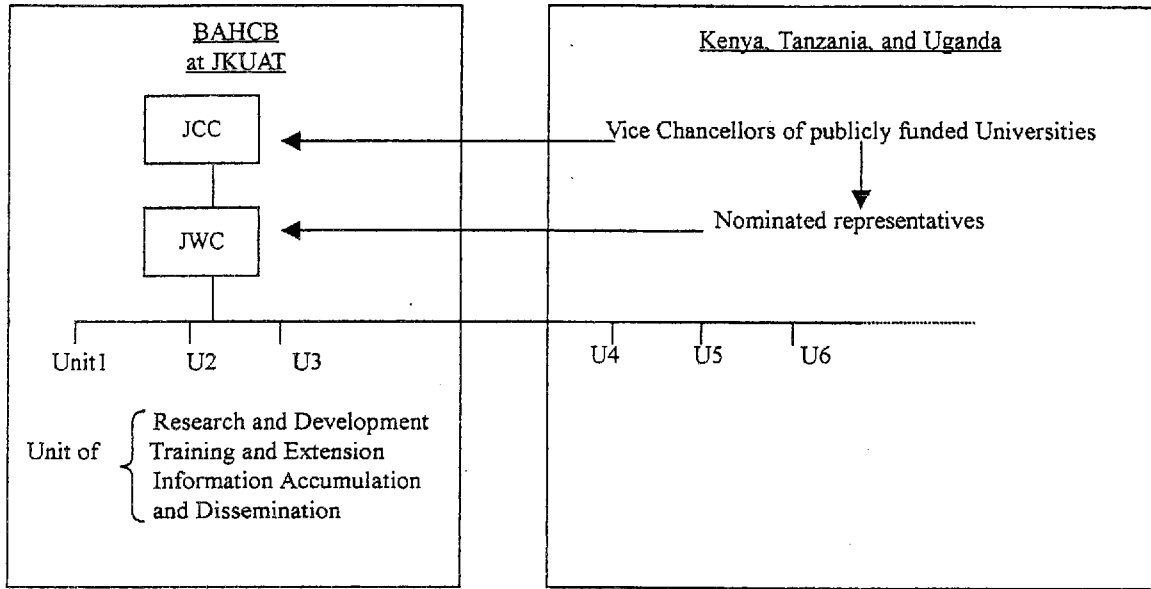 BAHCB
at JKUAT
JCC
JWC
Unit1
U2
U3
Unit of
Research and Development
Training and Extension
Information Accumulation
and Dissemination
Kenya, Tanzania, and Uganda
Vice Chancellors of publicly funded Universities
Nominated representatives
U4
U5
U6